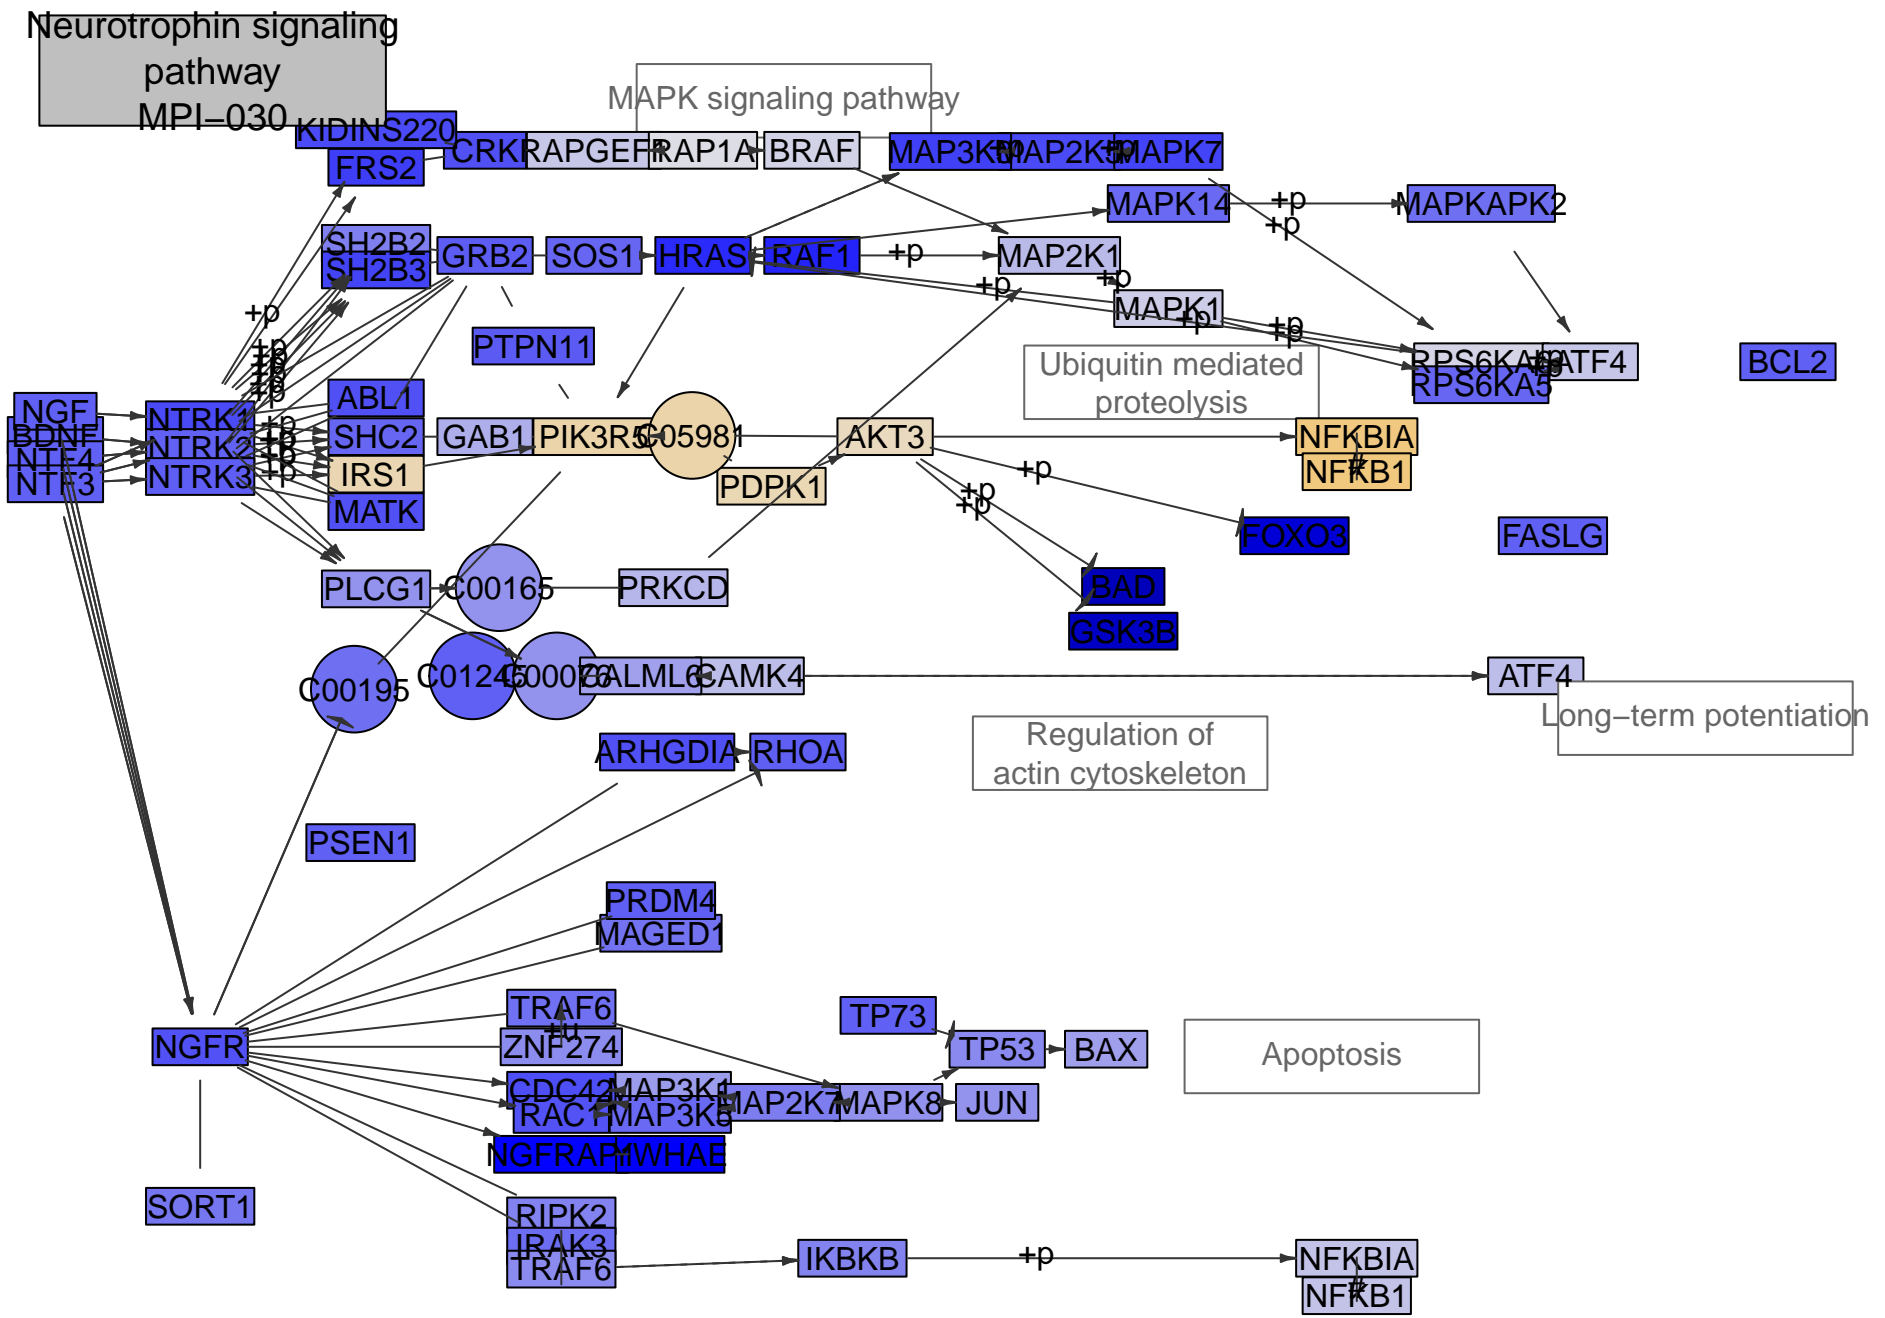 Neurotrophin signaling
pathway
MPI−030
MAPK signaling pathway
KIDINS220
FRS2
RAPGEF1
RAP1A
BRAF
MAP2K5
MAPK7
+p
MAPK14
+p
MAPKAPK2
+p
SH2B2
SH2B3
GRB2
SOS1
HRAS
RAF1
+p
MAP2K1
+p
+p
MAPK1
+p
+p
+p
+p
PTPN11
Ubiquitin mediated
proteolysis
RPS6KA6
RPS6KA5
ATF4
BCL2
+p
+p
+p
+p
+p
NGF
BDNF
NTF4
NTF3
NTRK1
NTRK2
NTRK3
+p
+p
+p
+p
ABL1
SHC2
IRS1
MATK
GAB1
PIK3R5
C05981
PDPK1
AKT3
+p
+p
+p
NFKBIA
NFKB1
FOXO3
FASLG
BAD
GSK3B
PLCG1
C00165
PRKCD
C00195
C01245
C00076
CALML6
CAMK4
ATF4
Long−term potentiation
Regulation of
actin cytoskeleton
ARHGDIA
RHOA
PSEN1
PRDM4
MAGED1
TRAF6
+u
ZNF274
NGFR
TP73
TP53
BAX
Apoptosis
CDC42
RAC1
MAP3K1
MAP3K5
MAP2K7
MAPK8
JUN
NGFRAP1
SORT1
RIPK2
IRAK3
TRAF6
IKBKB
+p
NFKBIA
NFKB1